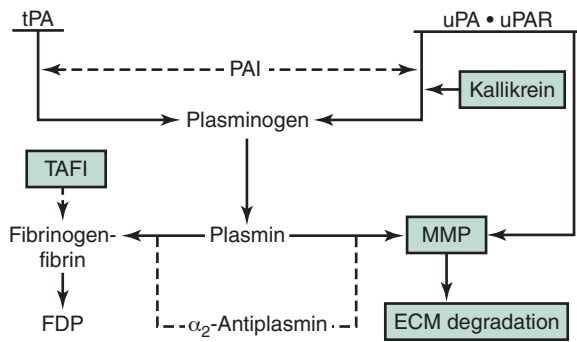 tPA
uPA • uPAR
PAI
Kallikrein
Plasminogen
TAFI
Fibrinogen-
fibrin
Plasmin
MMP
FDP
α2-Antiplasmin
ECM degradation